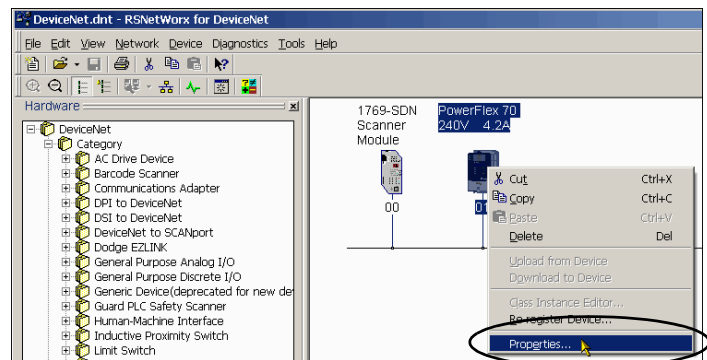 DeviceNet.dnt - RSNetWorx for DeviceNet
File Edit View Network Device Diagnostics Tools Help
Hardware
DeviceNet
Category
AC Drive Device
Barcode Scanner
Communications Adapter
DPI to DeviceNet
DSI to DeviceNet
DeviceNet to SCANport
Dodge EZLINK
General Purpose Analog I/O
General Purpose Discrete I/O
Generic Device(deprecated for new de
Guard PLC Safety Scanner
Human-Machine Interface
Inductive Proximity Switch
Limit Switch
1769-SDN
Scanner
Module
00
PowerFlex 70
240V 4.2A
01
Cut Ctrl+X
Copy Ctrl+C
Paste Ctrl+V
Delete Del
Upload from Device
Download to Device
Class Instance Editor...
Re-register Device...
Properties...